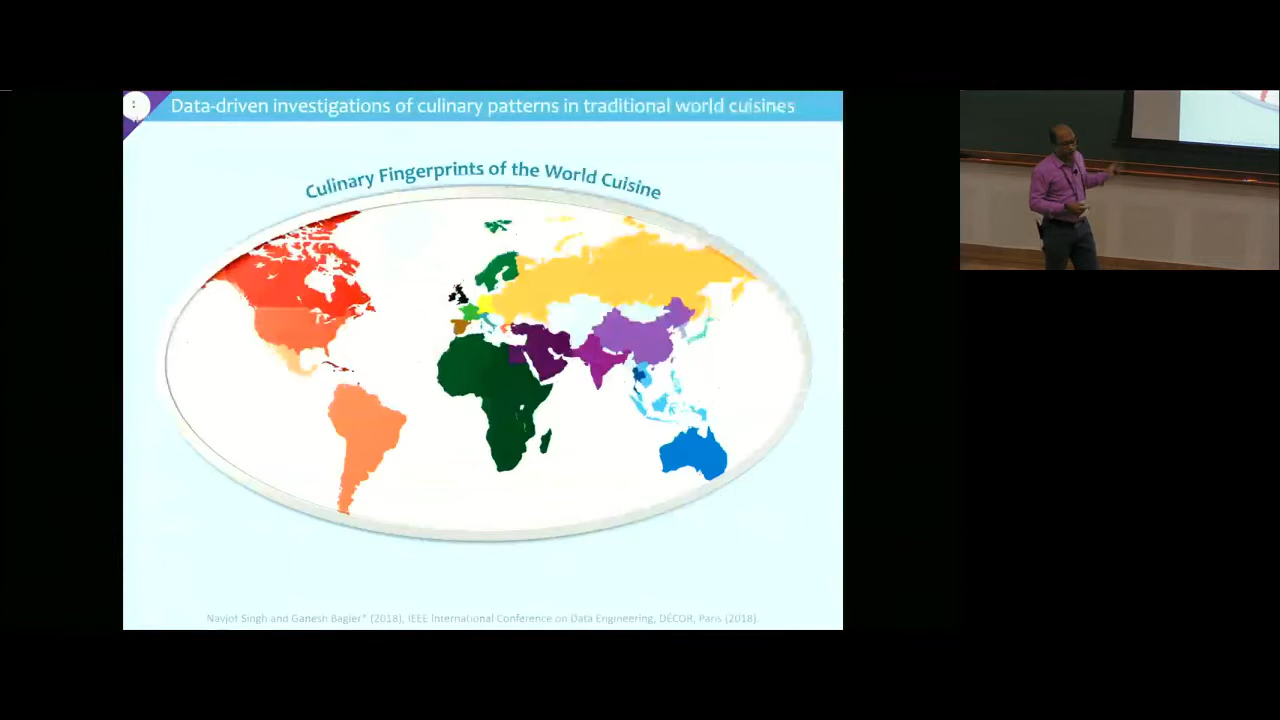 Data-driven investigations of culinary patterns in traditional world cuisines
Culinary Fingerprints of the World Cuisine
Navjot Singh and Ganesh Bagler* (2018), IEEE International Conference on Data Engineering, DECOR, Paris (2018).